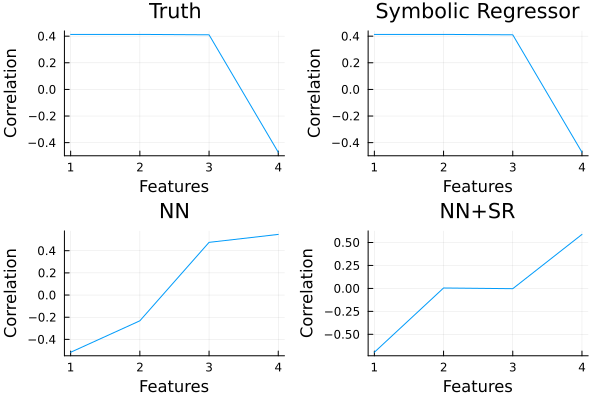 Truth
Correlation
0.4
0.2
0.0
−0.2
−0.4
1 2 3 4
Features
Symbolic Regressor
Correlation
0.4
0.2
0.0
−0.2
−0.4
1 2 3 4
Features
NN
Correlation
0.4
0.2
0.0
−0.2
−0.4
1 2 3 4
Features
NN+SR
Correlation
0.50
0.25
0.00
−0.25
−0.50
1 2 3 4
Features